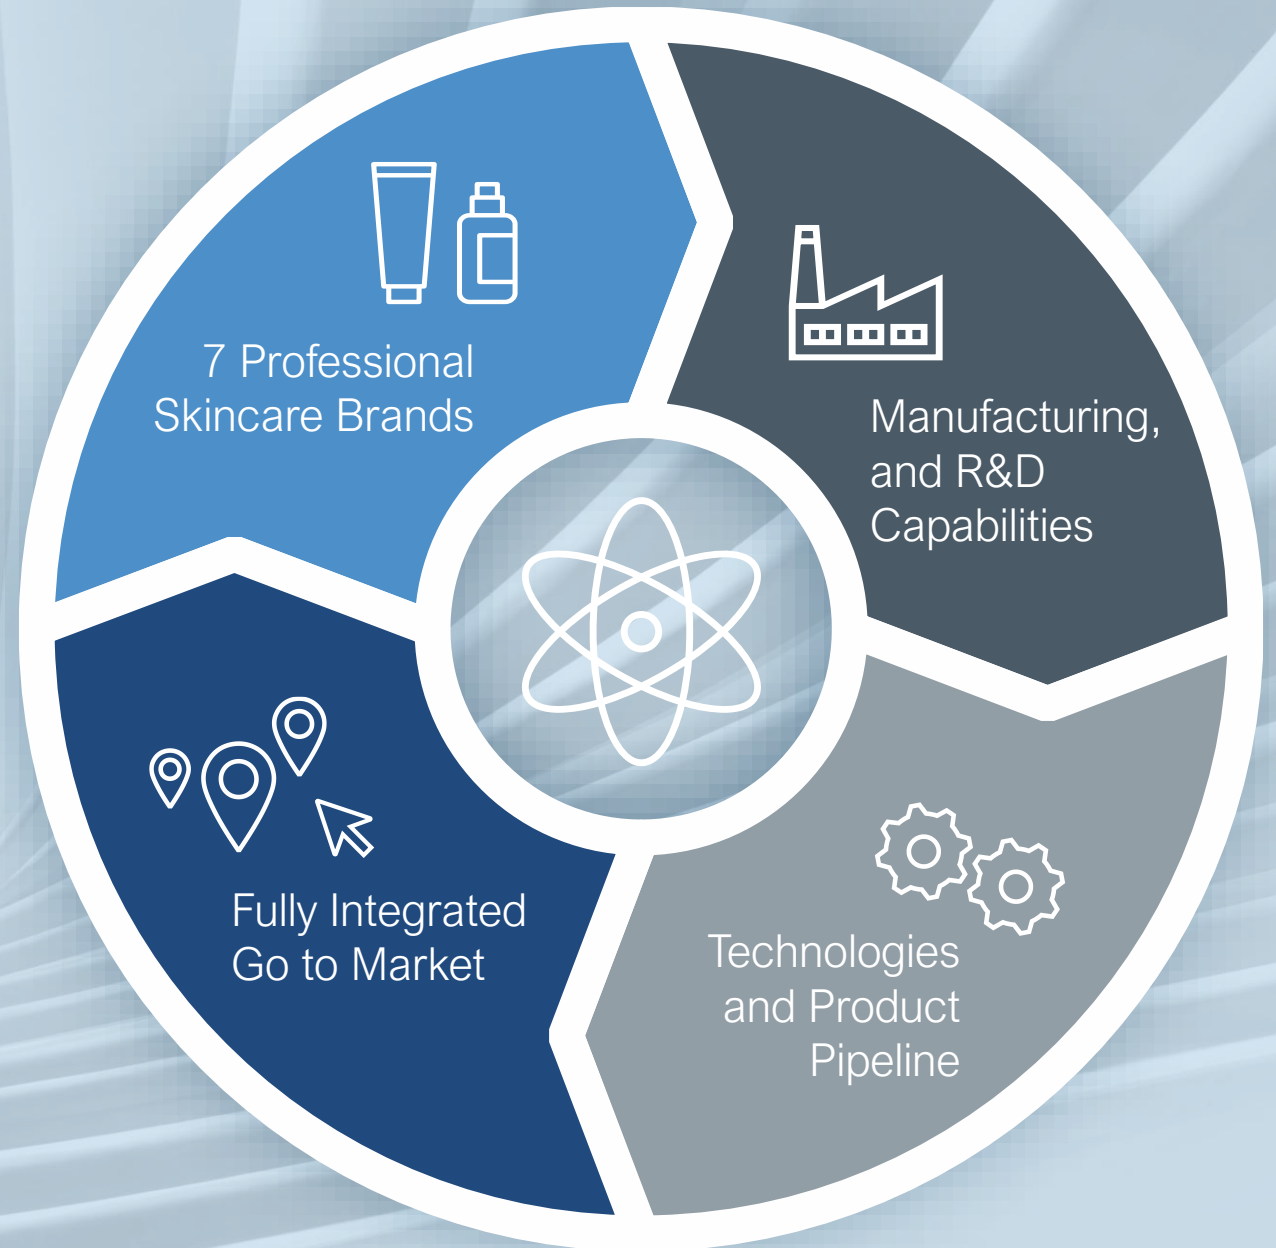 7 Professional
Skincare Brands
Manufacturing,
and R&D
Capabilities
Technologies
and Product
Pipeline
Fully Integrated
Go to Market